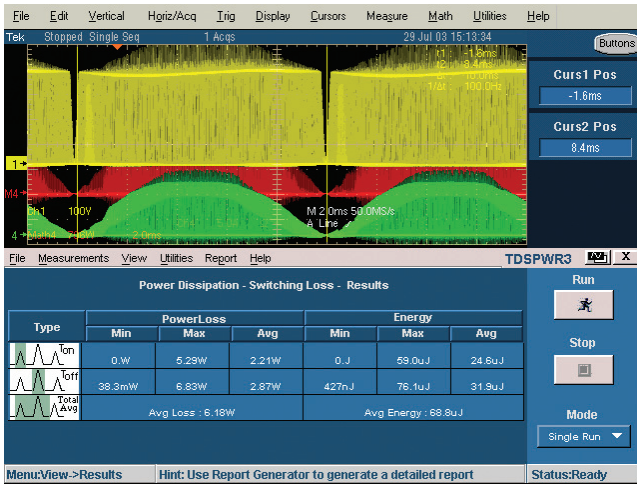 File Edit Vertical Horiz/Acq Trig Display Cursors Measure Math Utilities Help
Tek Stopped Single Seq 1 Acqs 29 Jul 03 15:13:34
Buttons
t1: -1.6ms
t2: 8.4ms
10.0ms
1/Δt: 100.0Hz
Curs1 Pos
-1.6ms
Curs2 Pos
8.4ms
1
M4
Ch1 100V
M 2.0ms 50.0MS/s
A Line
4
Math4 2.0ms
File Measurements View Utilities Report Help TDSPWR3 X
Power Dissipation - Switching Loss - Results
Type PowerLoss Energy
Min Max Avg Min Max Avg
Ton 0.W 5.29W 2.21W 0.J 59.0uJ 24.6uJ
Toff 38.3mW 6.83W 2.87W 427nJ 76.1uJ 31.9uJ
Total Avg Avg Loss : 6.18W Avg Energy : 68.8uJ
Run
Stop
Mode
Single Run
Menu:View->Results Hint: Use Report Generator to generate a detailed report Status:Ready